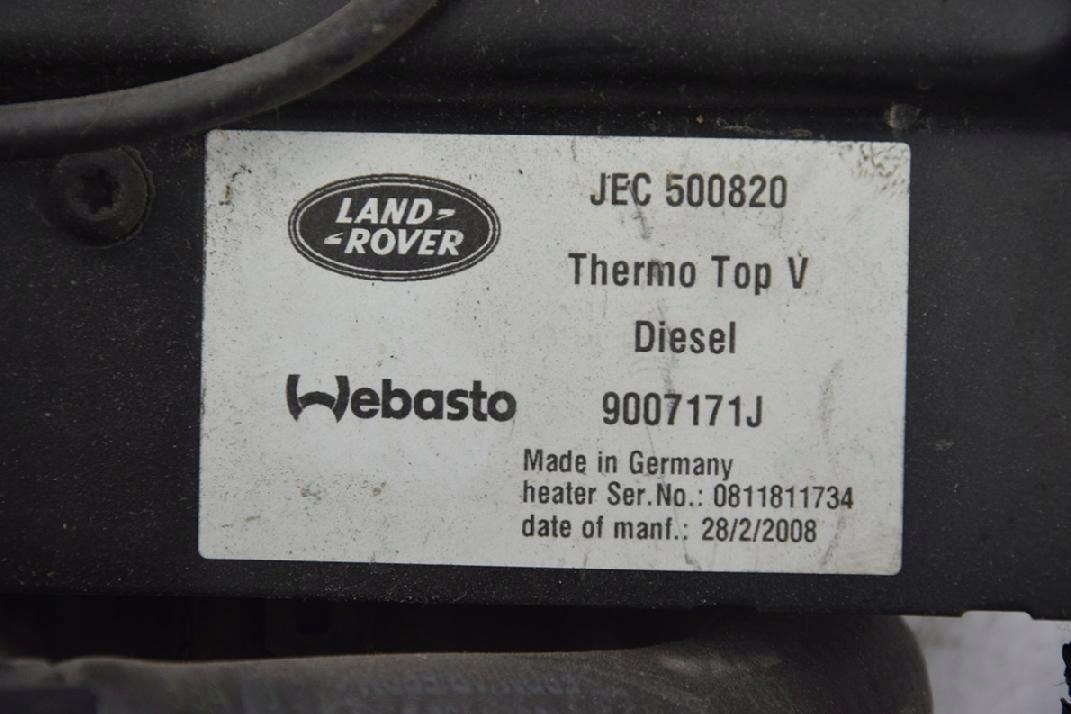 LAND-
-ROVER
JEC 500820
Thermo Top V
Diesel
Webasto
9007171J
Made in Germany
heater Ser.No.: 0811811734
date of manf.: 28/2/2008